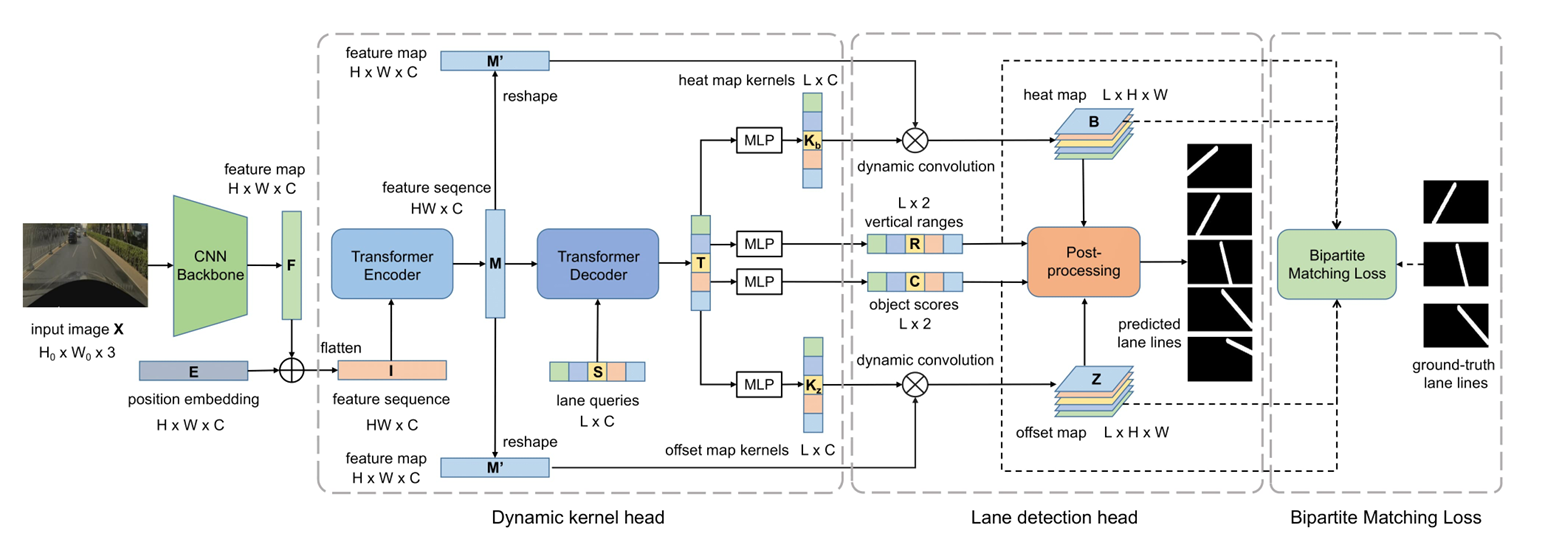 feature map
H x W x C
M'
reshape
heat map kernels L x C
MLP
K_b
dynamic convolution
heat map L x H x W
B
feature map
H x W x C
CNN
Backbone
F
input image X
H_0 x W_0 x 3
E
position embedding
H x W x C
flatten
I
feature sequence
HW x C
Transformer
Encoder
feature seqence
HW x C
M
Transformer
Decoder
S
lane queries
L x C
T
MLP
MLP
L x 2
vertical ranges
R
C
object scores
L x 2
Post-
processing
predicted
lane lines
Bipartite
Matching Loss
ground-truth
lane lines
MLP
K_z
dynamic convolution
Z
offset map L x H x W
offset map kernels L x C
reshape
feature map
H x W x C
M'
Dynamic kernel head
Lane detection head
Bipartite Matching Loss